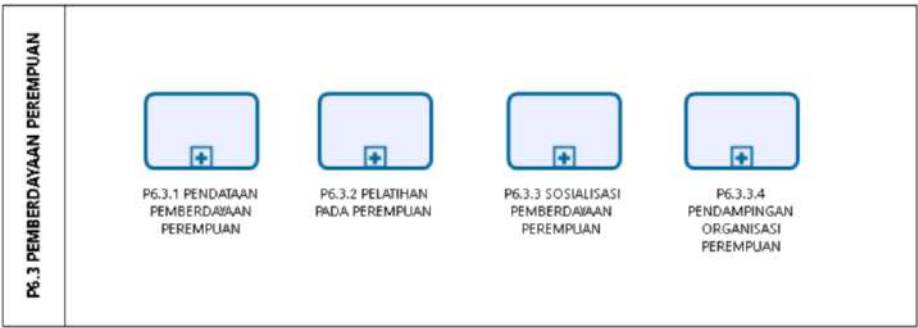 P6.3 PEMBERDAYAAN PEREMPUAN
P6.3.1 PENDATAAN
PEMBERDAYAAN
PEREMPUAN
P6.3.2 PELATIHAN
PADA PEREMPUAN
P6.3.3 SOSIALISASI
PEMBERDAYAAN
PEREMPUAN
P6.3.3.4
PENDAMPINGAN
ORGANISASI
PEREMPUAN